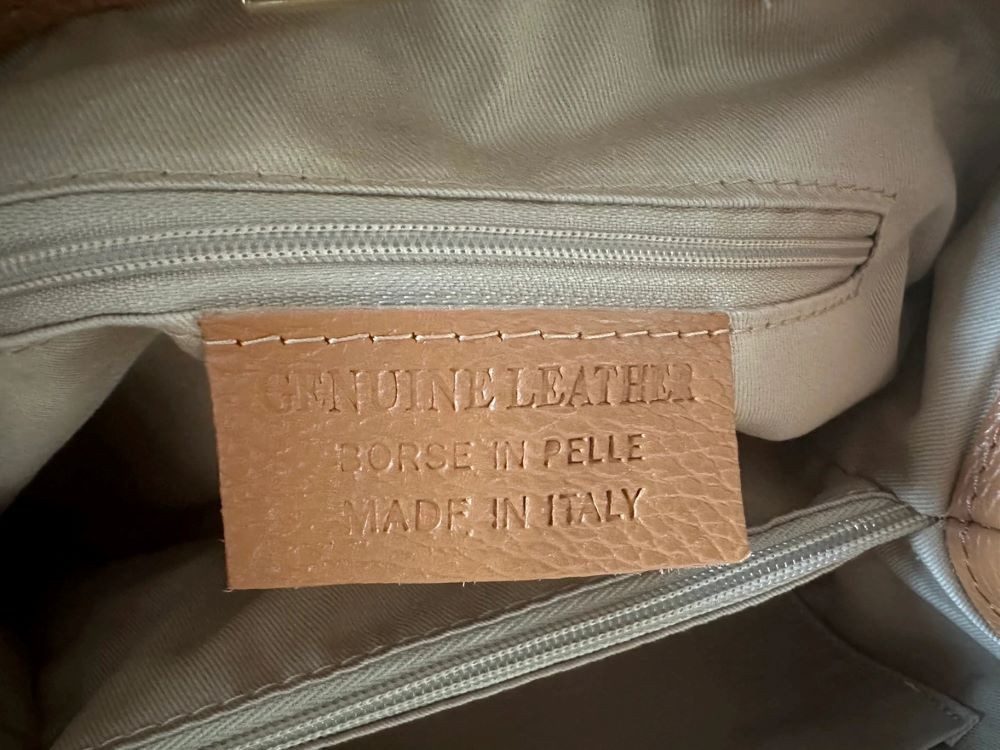 GENUINE LEATHER
BORSE IN PELLE
MADE IN ITALY